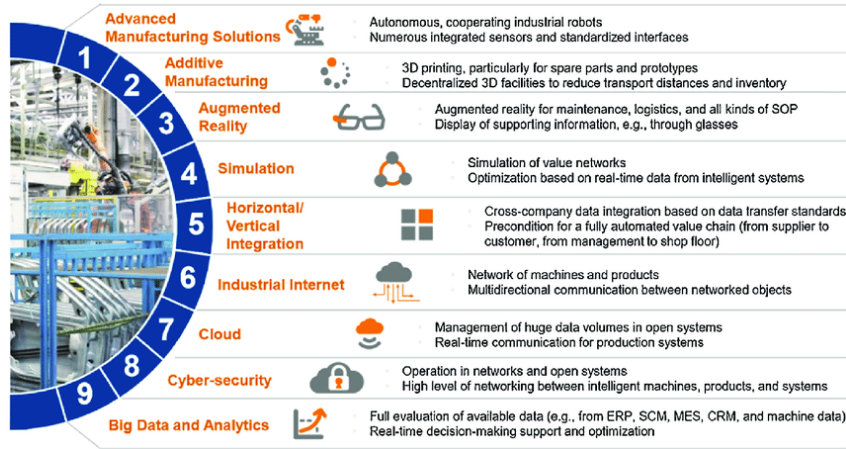 1
Advanced
Manufacturing Solutions
Autonomous, cooperating industrial robots
Numerous integrated sensors and standardized interfaces
2
Additive
Manufacturing
3D printing, particularly for spare parts and prototypes
Decentralized 3D facilities to reduce transport distances and inventory
3
Augmented
Reality
Augmented reality for maintenance, logistics, and all kinds of SOP
Display of supporting information, e.g., through glasses
4
Simulation
Simulation of value networks
Optimization based on real-time data from intelligent systems
5
Horizontal/
Vertical
Integration
Cross-company data integration based on data transfer standards
Precondition for a fully automated value chain (from supplier to
customer, from management to shop floor)
6
Industrial Internet
Network of machines and products
Multidirectional communication between networked objects
7
Cloud
Management of huge data volumes in open systems
Real-time communication for production systems
8
Cyber-security
Operation in networks and open systems
High level of networking between intelligent machines, products, and systems
9
Big Data and Analytics
Full evaluation of available data (e.g., from ERP, SCM, MES, CRM, and machine data)
Real-time decision-making support and optimization